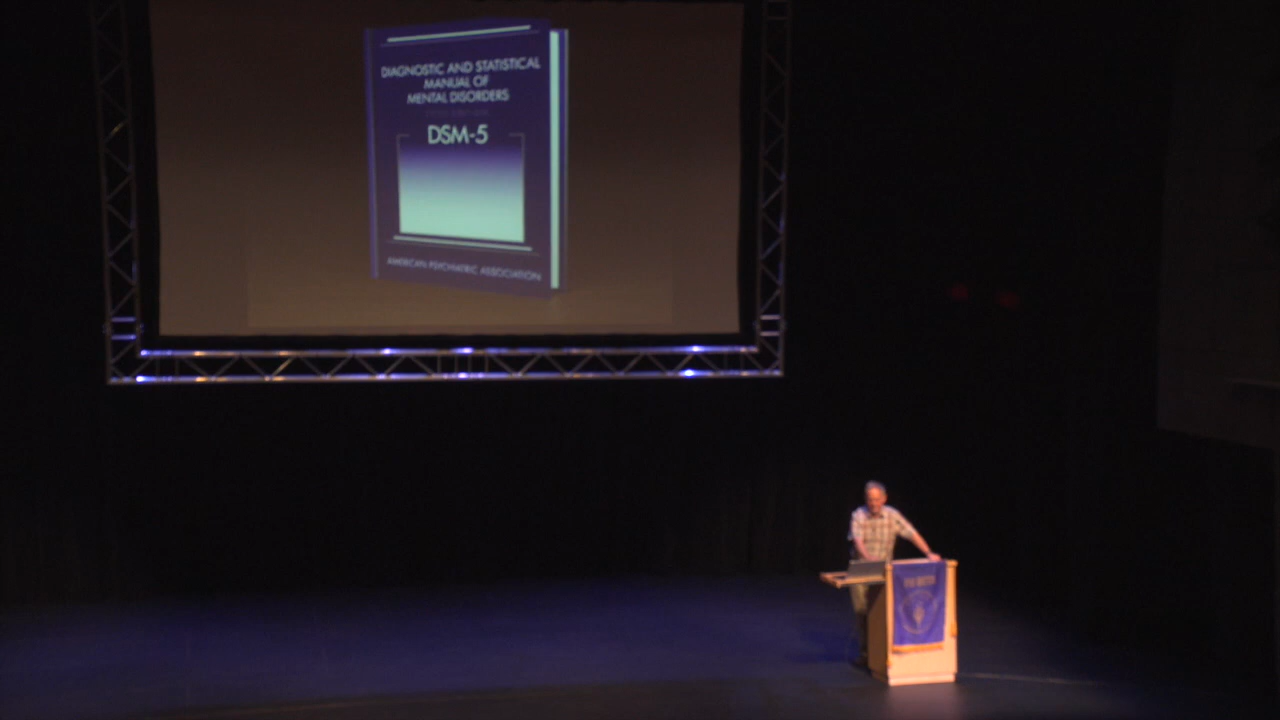 DIAGNOSTIC AND STATISTICAL
MANUAL OF
MENTAL DISORDERS
DSM-5
AMERICAN PSYCHIATRIC ASSOCIATION